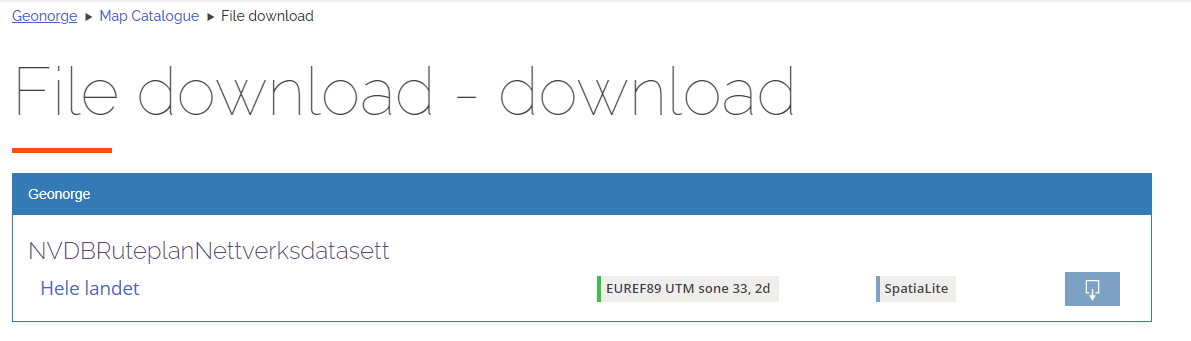 Geonorge ▸ Map Catalogue ▸ File download
File download - download
Geonorge
NVDBRuteplanNettverksdatasett
Hele landet EUREF89 UTM sone 33, 2d SpatiaLite